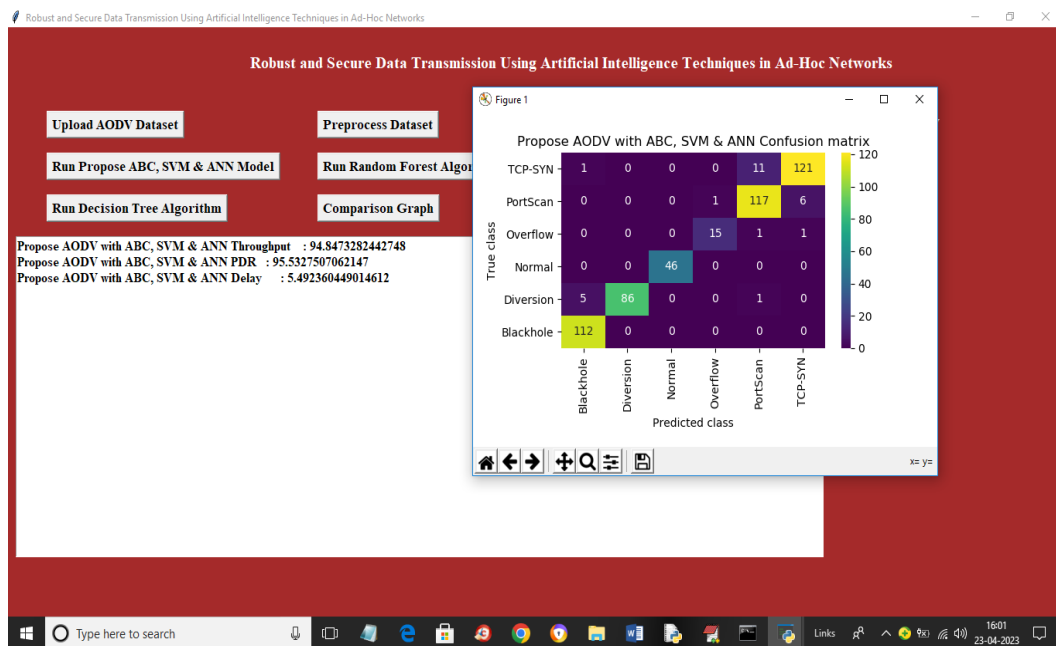 Robust and Secure Data Transmission Using Artificial Intelligence Techniques in Ad-Hoc Networks
Robust and Secure Data Transmission Using Artificial Intelligence Techniques in Ad-Hoc Networks
Upload AODV Dataset
Preprocess Dataset
Run Propose ABC, SVM & ANN Model
Run Random Forest Algor
Run Decision Tree Algorithm
Comparison Graph
Propose AODV with ABC, SVM & ANN Throughput : 94.8473282442748
Propose AODV with ABC, SVM & ANN PDR : 95.5327507062147
Propose AODV with ABC, SVM & ANN Delay : 5.492360449014612
Figure 1
Propose AODV with ABC, SVM & ANN Confusion matrix
True class
TCP-SYN 1 0 0 0 11 121
PortScan 0 0 0 1 117 6
Overflow 0 0 0 15 1 1
Normal 0 0 46 0 0 0
Diversion 5 86 0 0 1 0
Blackhole 112 0 0 0 0 0
Blackhole Diversion Normal Overflow PortScan TCP-SYN
Predicted class
120
100
80
60
40
20
0
x= y=
Type here to search
Links
16:01
23-04-2023